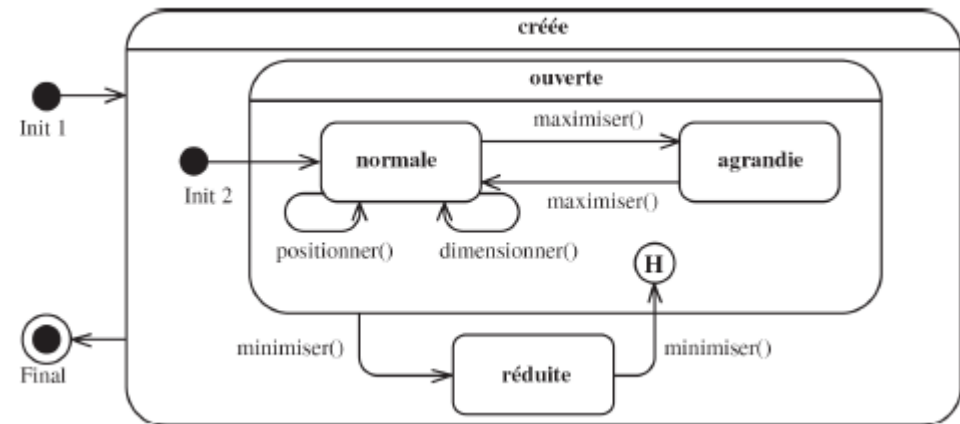 créée
ouverte
Init 1
maximiser()
normale
agrandie
Init 2
maximiser()
positionner()
dimensionner()
H
minimiser()
minimiser()
réduite
Final